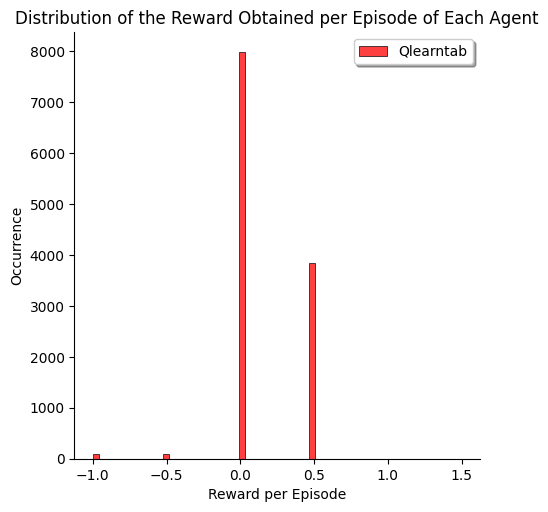 Distribution of the Reward Obtained per Episode of Each Agent
Qlearntab
8000
7000
6000
5000
4000
3000
2000
1000
0
Occurrence
−1.0 −0.5 0.0 0.5 1.0 1.5
Reward per Episode